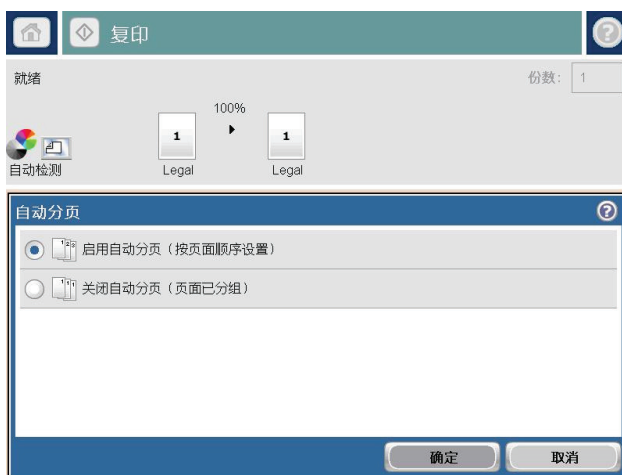 复印
就绪
份数: 1
100%
1 1
自动检测 Legal Legal
自动分页
启用自动分页（按页面顺序设置）
关闭自动分页（页面已分组）
确定 取消